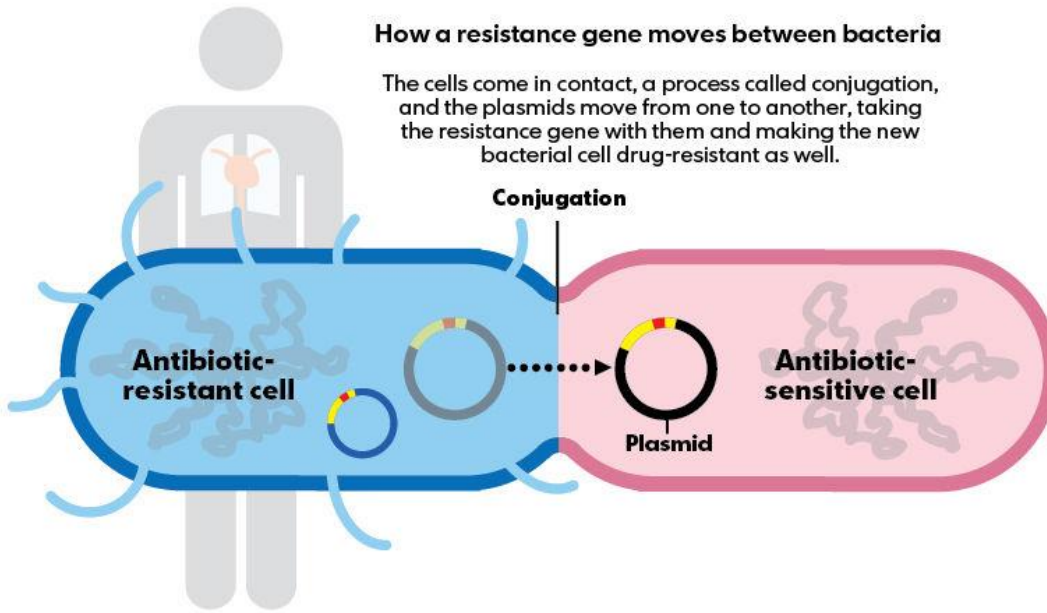 How a resistance gene moves between bacteria
The cells come in contact, a process called conjugation,
and the plasmids move from one to another, taking
the resistance gene with them and making the new
bacterial cell drug-resistant as well.
Conjugation
Antibiotic-
resistant cell
Antibiotic-
sensitive cell
Plasmid